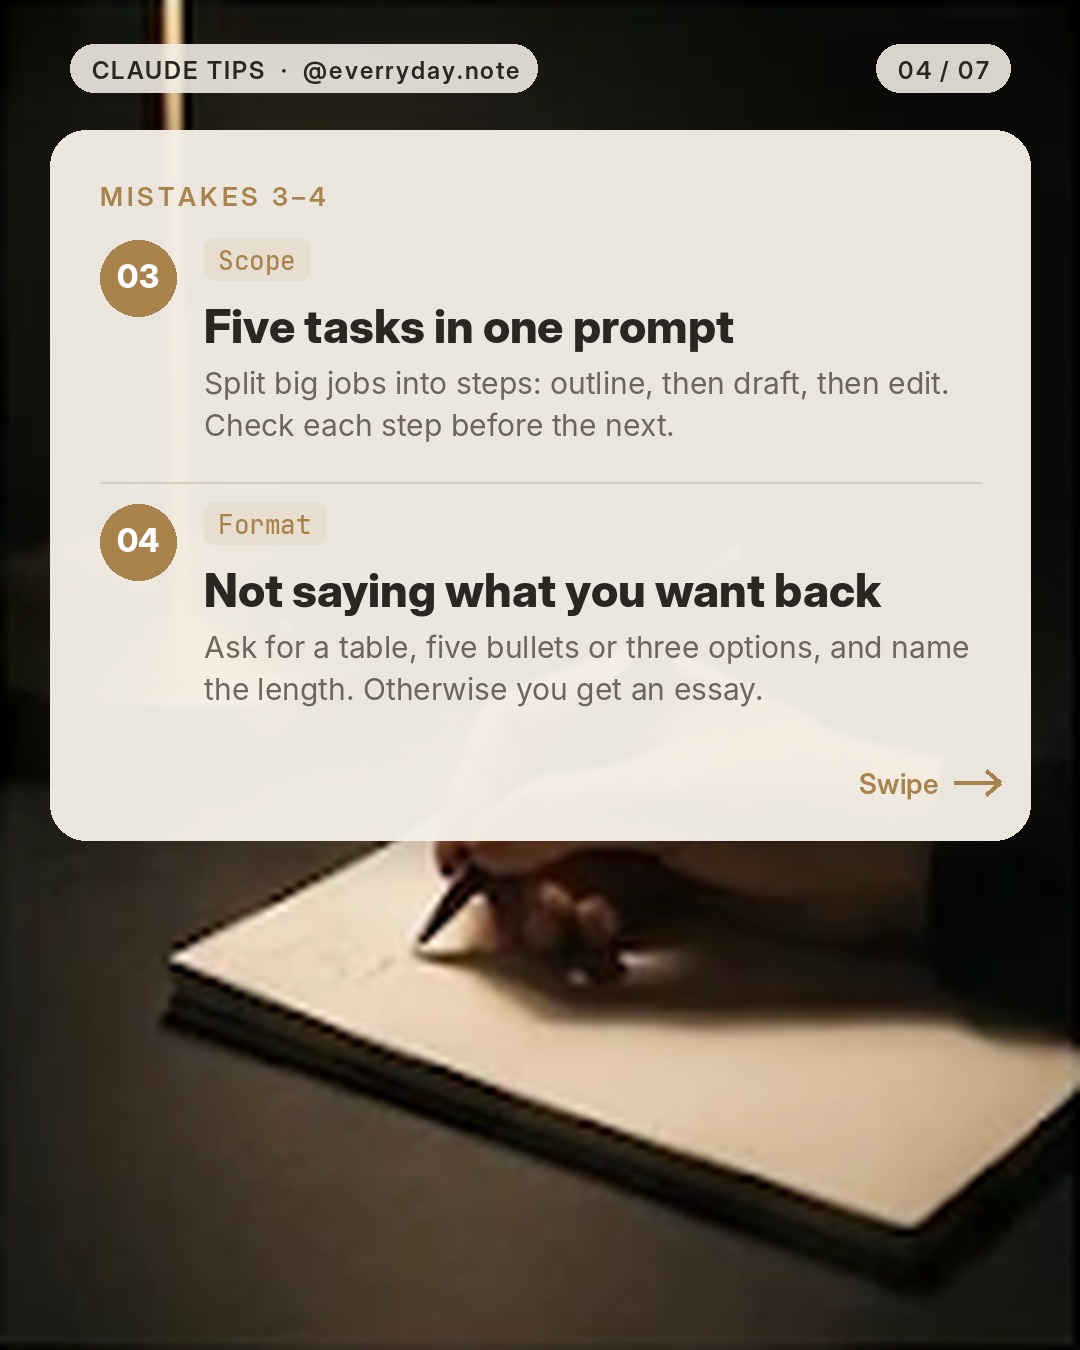 CLAUDE TIPS · @everryday.note
04 / 07
MISTAKES 3–4
03
Scope
Five tasks in one prompt
Split big jobs into steps: outline, then draft, then edit.
Check each step before the next.
04
Format
Not saying what you want back
Ask for a table, five bullets or three options, and name
the length. Otherwise you get an essay.
Swipe →